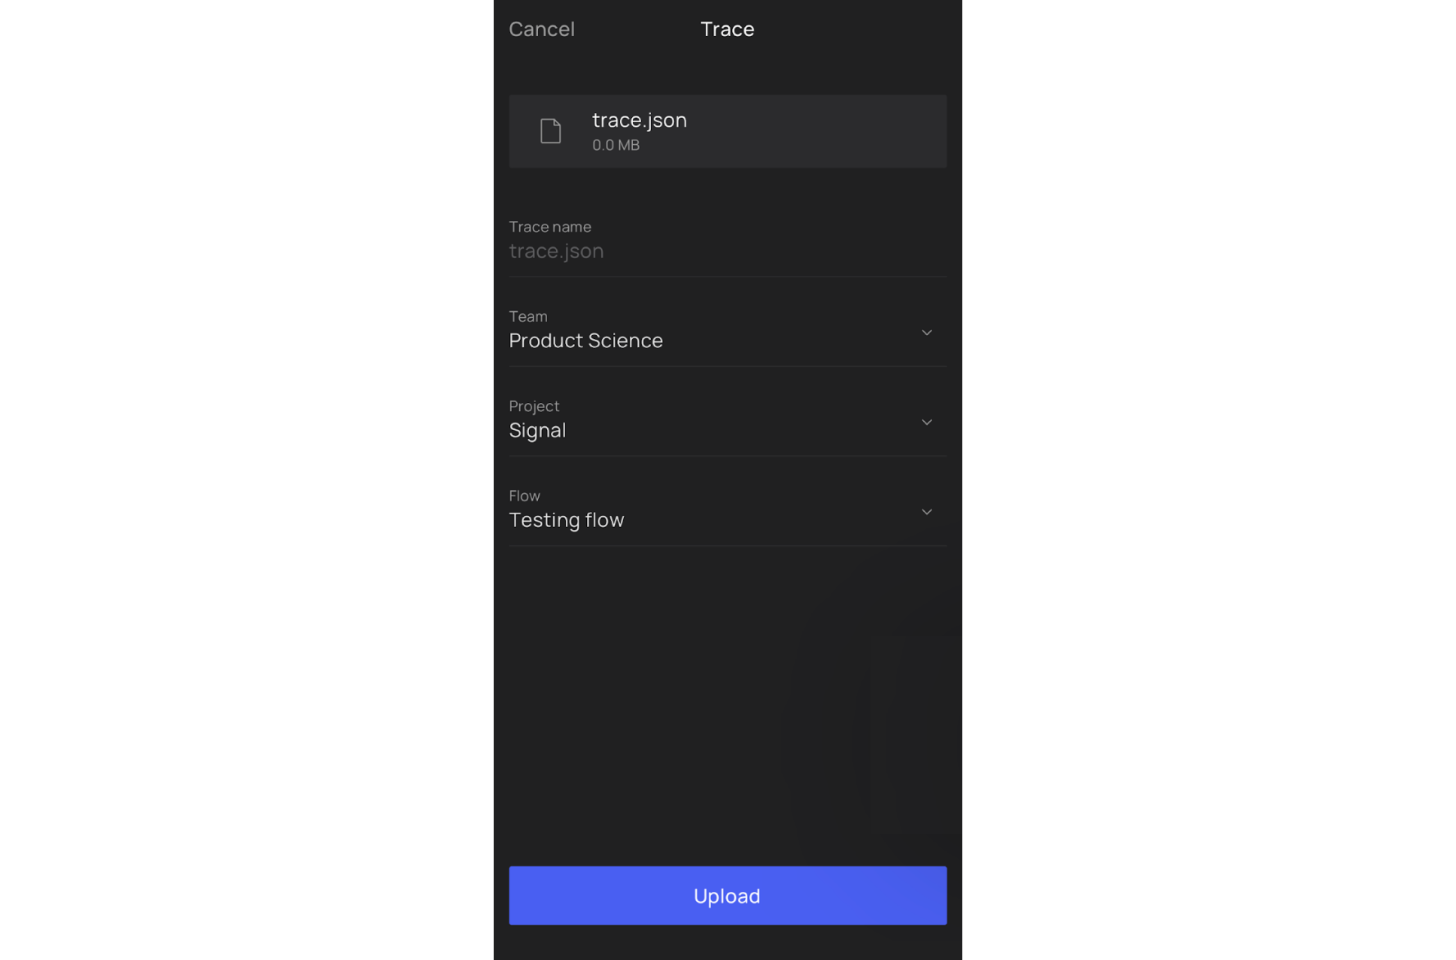 Cancel
Trace
trace.json
0.0 MB
Trace name
trace.json
Team
Product Science
Project
Signal
Flow
Testing flow
Upload